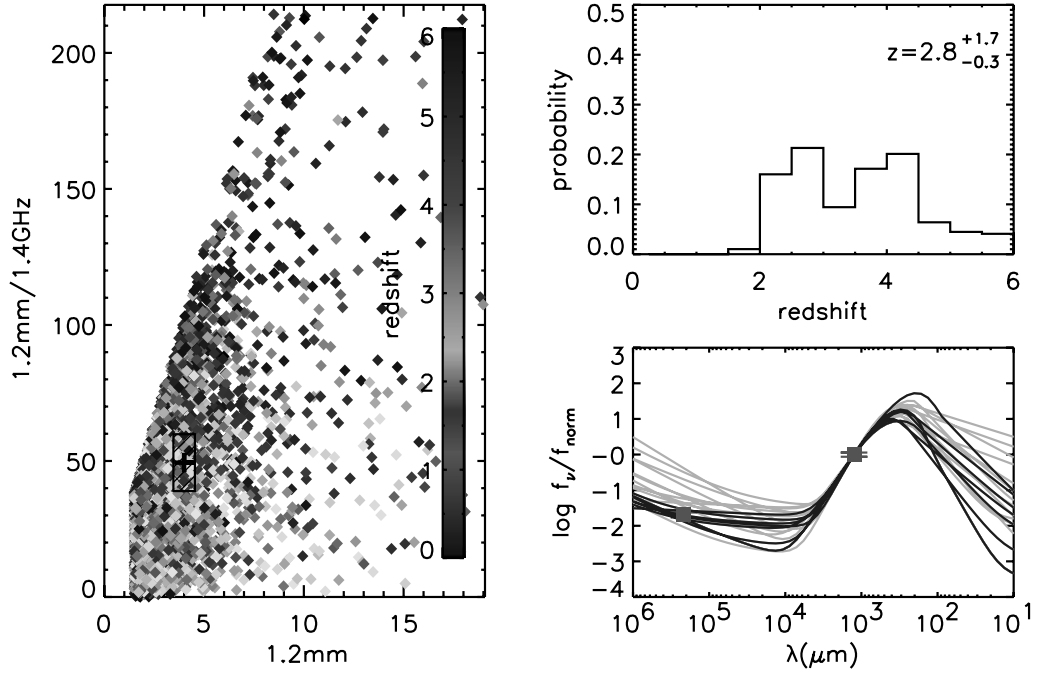 200
150
100
50
0
1.2mm/1.4GHz
0 5 10 15
1.2mm
6
5
4
3
2
1
0
redshift
0.5
0.4
0.3
0.2
0.1
0.0
probability
z=2.8 +1.7 −0.3
0 2 4 6
redshift
3
2
1
−0
−1
−2
−3
−4
log fν/fnorm
10^6 10^5 10^4 10^3 10^2 10^1
λ(μm)